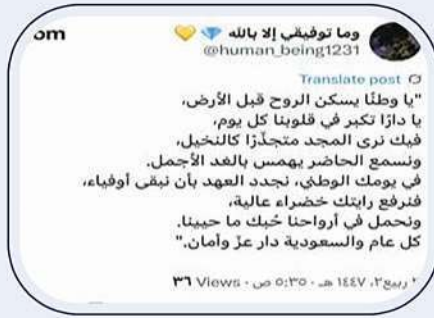 om
وما توفيقي إلا بالله 💎 💛
@human_being1231
Translate post
"يا وطنًا يسكن الروح قبل الأرض،
يا دارًا تكبر في قلوبنا كل يوم،
فيك نرى المجد متجذّرًا كالنخيل،
ونسمع الحاضر يهمس بالغد الأجمل.
في يومك الوطني، نجدد العهد بأن نبقى أوفياء،
فنرفع رايتك خضراء عالية،
ونحمل في أرواحنا حُبك ما حيينا.
كل عام والسعودية دار عزّ وأمان."
ربيع٢، ١٤٤٧ هـ · ٥:٣٠ ص · ٣٦ Views